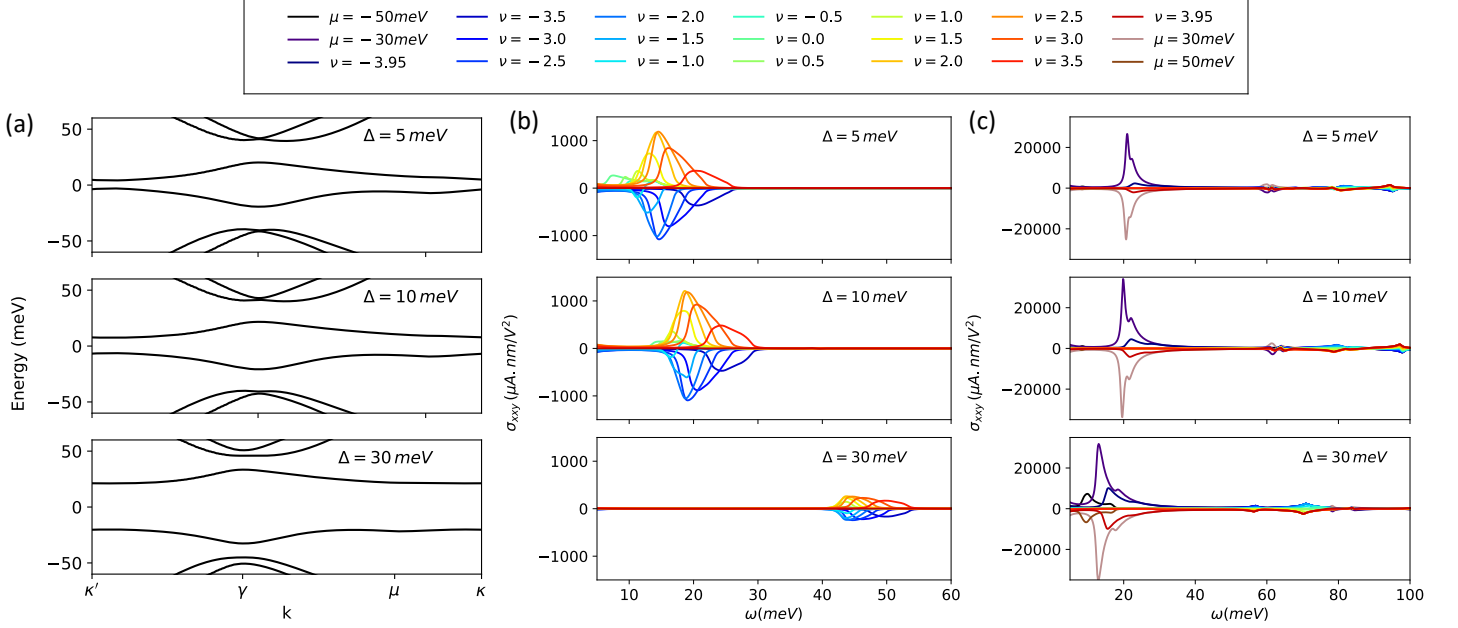 μ = −50meV ν = −3.5 ν = −2.0 ν = −0.5 ν = 1.0 ν = 2.5 ν = 3.95
μ = −30meV ν = −3.0 ν = −1.5 ν = 0.0 ν = 1.5 ν = 3.0 μ = 30meV
ν = −3.95 ν = −2.5 ν = −1.0 ν = 0.5 ν = 2.0 ν = 3.5 μ = 50meV
(a)
Energy (meV)
50
0
−50
Δ = 5 meV
50
0
−50
Δ = 10 meV
50
0
−50
Δ = 30 meV
κ′ γ μ κ
k
(b)
σxxy (μA. nm/V²)
1000
0
−1000
Δ = 5 meV
1000
0
−1000
Δ = 10 meV
1000
0
−1000
Δ = 30 meV
10 20 30 40 50 60
ω(meV)
(c)
σxxy (μA. nm/V²)
20000
0
−20000
Δ = 5 meV
20000
0
−20000
Δ = 10 meV
20000
0
−20000
Δ = 30 meV
20 40 60 80 100
ω(meV)